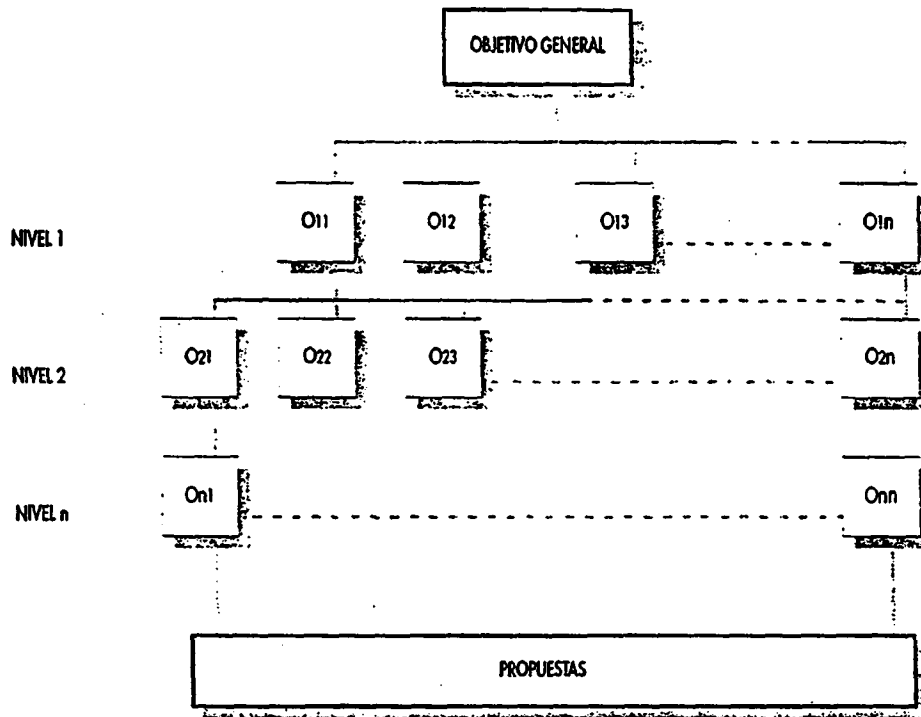 OBJETIVO GENERAL
NIVEL 1
O11
O12
O13
O1n
NIVEL 2
O21
O22
O23
O2n
NIVEL n
On1
Onn
PROPUESTAS